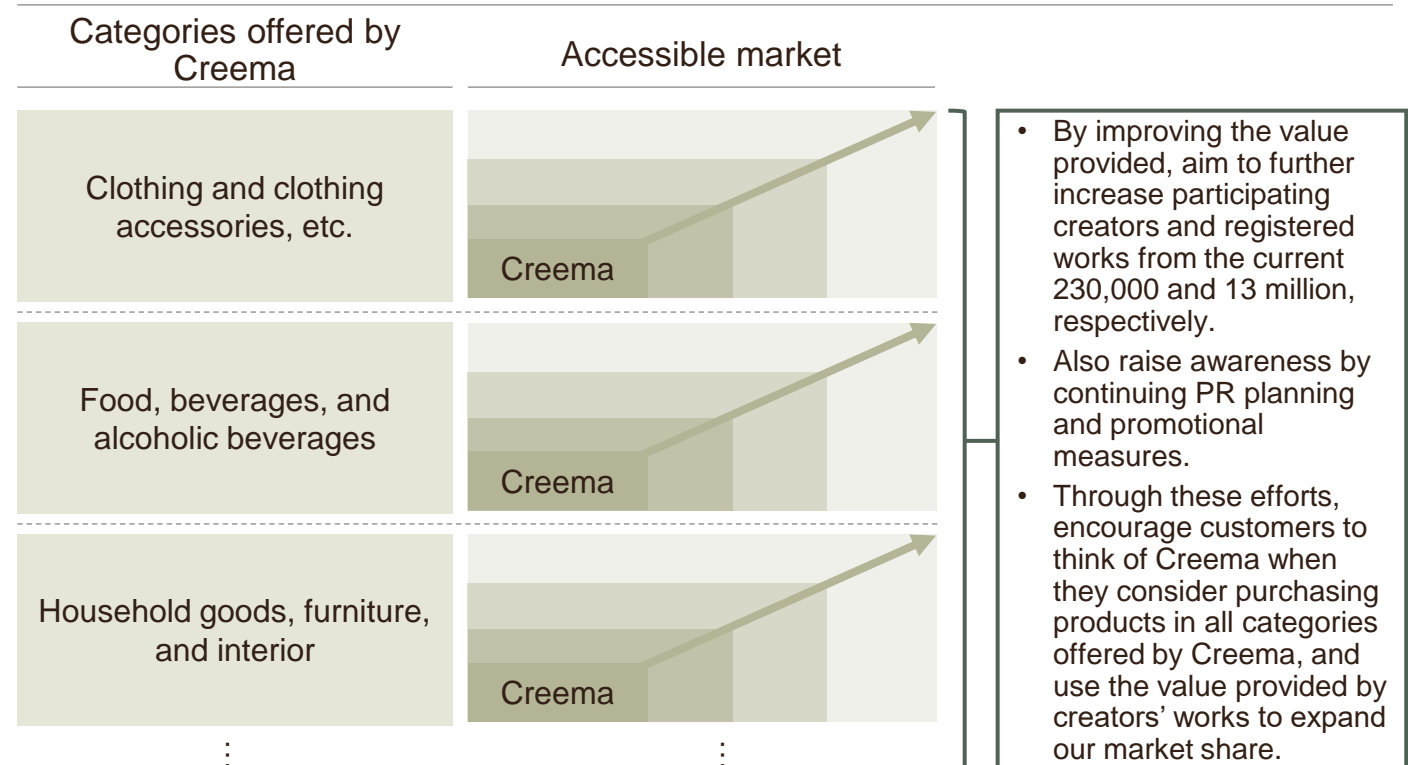 Categories offered by
Creema
Accessible market
Clothing and clothing
accessories, etc.
Creema
Food, beverages, and
alcoholic beverages
Creema
Household goods, furniture,
and interior
Creema
⋮
⋮
• By improving the value
provided, aim to further
increase participating
creators and registered
works from the current
230,000 and 13 million,
respectively.
• Also raise awareness by
continuing PR planning
and promotional
measures.
• Through these efforts,
encourage customers to
think of Creema when
they consider purchasing
products in all categories
offered by Creema, and
use the value provided by
creators’ works to expand
our market share.